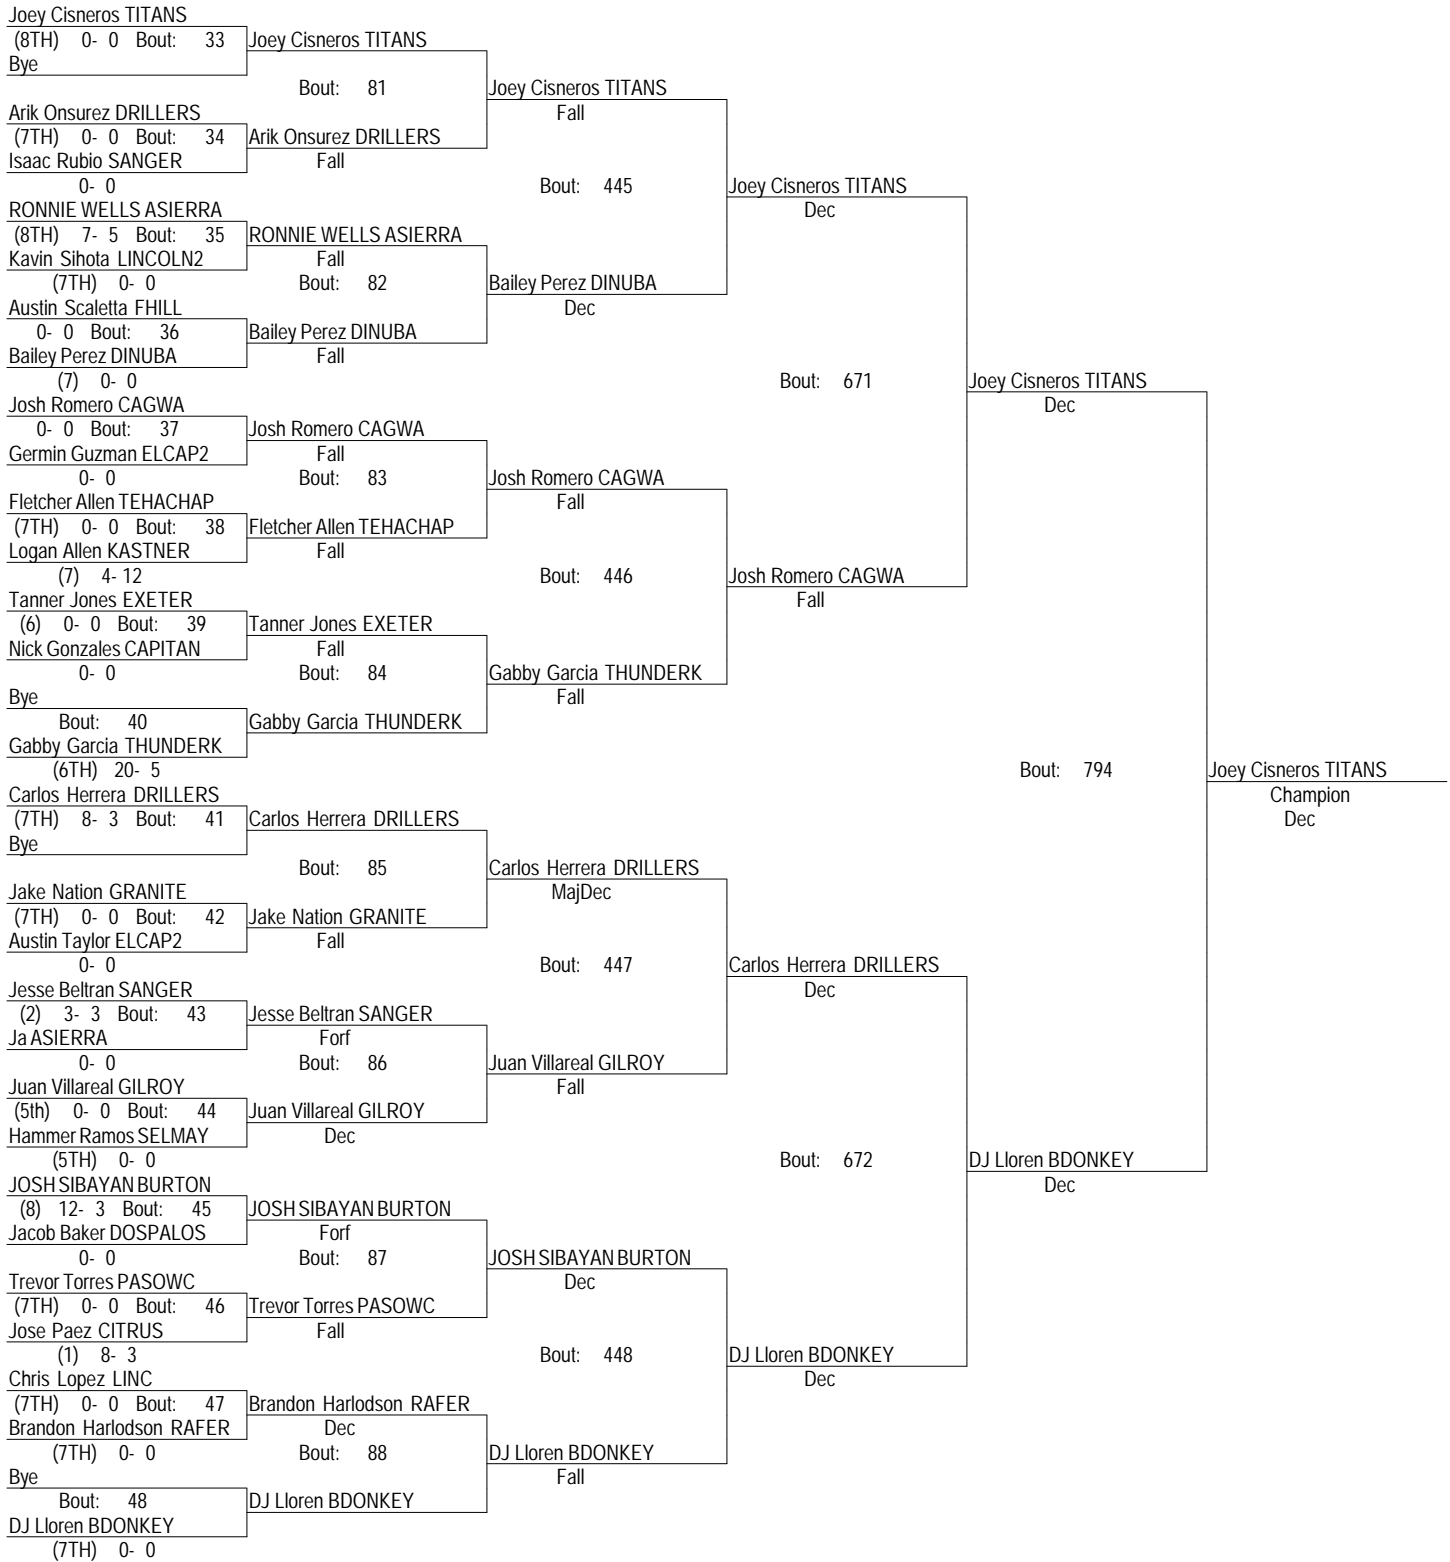 Joey Cisneros TITANS
(8TH) 0- 0 Bout: 33 Joey Cisneros TITANS
Bye
Bout: 81 Joey Cisneros TITANS
Arik Onsurez DRILLERS Fall
(7TH) 0- 0 Bout: 34 Arik Onsurez DRILLERS
Isaac Rubio SANGER Fall
0- 0 Bout: 445 Joey Cisneros TITANS
RONNIE WELLS ASIERRA Dec
(8TH) 7- 5 Bout: 35 RONNIE WELLS ASIERRA
Kavin Sihota LINCOLN2 Fall
(7TH) 0- 0 Bout: 82 Bailey Perez DINUBA
Austin Scaletta FHILL Dec
0- 0 Bout: 36 Bailey Perez DINUBA
Bailey Perez DINUBA Fall
(7) 0- 0 Bout: 671 Joey Cisneros TITANS
Josh Romero CAGWA Dec
0- 0 Bout: 37 Josh Romero CAGWA
Germin Guzman ELCAP2 Fall
0- 0 Bout: 83 Josh Romero CAGWA
Fletcher Allen TEHACHAP Fall
(7TH) 0- 0 Bout: 38 Fletcher Allen TEHACHAP
Logan Allen KASTNER Fall
(7) 4- 12 Bout: 446 Josh Romero CAGWA
Tanner Jones EXETER Fall
(6) 0- 0 Bout: 39 Tanner Jones EXETER
Nick Gonzales CAPITAN Fall
0- 0 Bout: 84 Gabby Garcia THUNDERK
Bye Fall
Bout: 40 Gabby Garcia THUNDERK
Gabby Garcia THUNDERK
(6TH) 20- 5 Bout: 794 Joey Cisneros TITANS
Carlos Herrera DRILLERS Champion
(7TH) 8- 3 Bout: 41 Carlos Herrera DRILLERS Dec
Bye
Bout: 85 Carlos Herrera DRILLERS
Jake Nation GRANITE MajDec
(7TH) 0- 0 Bout: 42 Jake Nation GRANITE
Austin Taylor ELCAP2 Fall
0- 0 Bout: 447 Carlos Herrera DRILLERS
Jesse Beltran SANGER Dec
(2) 3- 3 Bout: 43 Jesse Beltran SANGER
Ja ASIERRA Forf
0- 0 Bout: 86 Juan Villareal GILROY
Juan Villareal GILROY Fall
(5th) 0- 0 Bout: 44 Juan Villareal GILROY
Hammer Ramos SELMAY Dec
(5TH) 0- 0 Bout: 672 DJ Lloren BDONKEY
JOSH SIBAYAN BURTON Dec
(8) 12- 3 Bout: 45 JOSH SIBAYAN BURTON
Jacob Baker DOSPALOS Forf
0- 0 Bout: 87 JOSH SIBAYAN BURTON
Trevor Torres PASOWC Dec
(7TH) 0- 0 Bout: 46 Trevor Torres PASOWC
Jose Paez CITRUS Fall
(1) 8- 3 Bout: 448 DJ Lloren BDONKEY
Chris Lopez LINC Dec
(7TH) 0- 0 Bout: 47 Brandon Harlodson RAFER
Brandon Harlodson RAFER Dec
(7TH) 0- 0 Bout: 88 DJ Lloren BDONKEY
Bye Fall
Bout: 48 DJ Lloren BDONKEY
DJ Lloren BDONKEY
(7TH) 0- 0